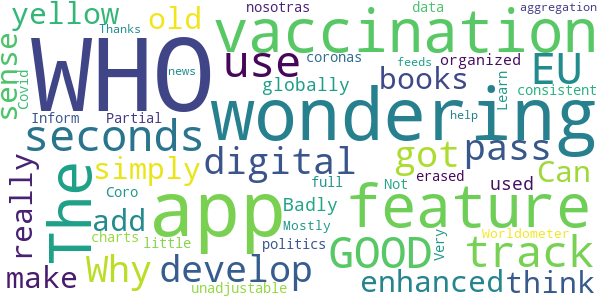 yellow old nosotras data aggregation
Thanks
WHO vaccination
sense Covid news use coronas feeds organized EU
globally books Learn consistent
seconds wondering
Inform Partial help
really simply digital got pass Can
The app erased used
add Coro full Badly Not feature
charts little Mostly politics GOOD Very Worldometer track
make Why develop enhanced think
unadjustable